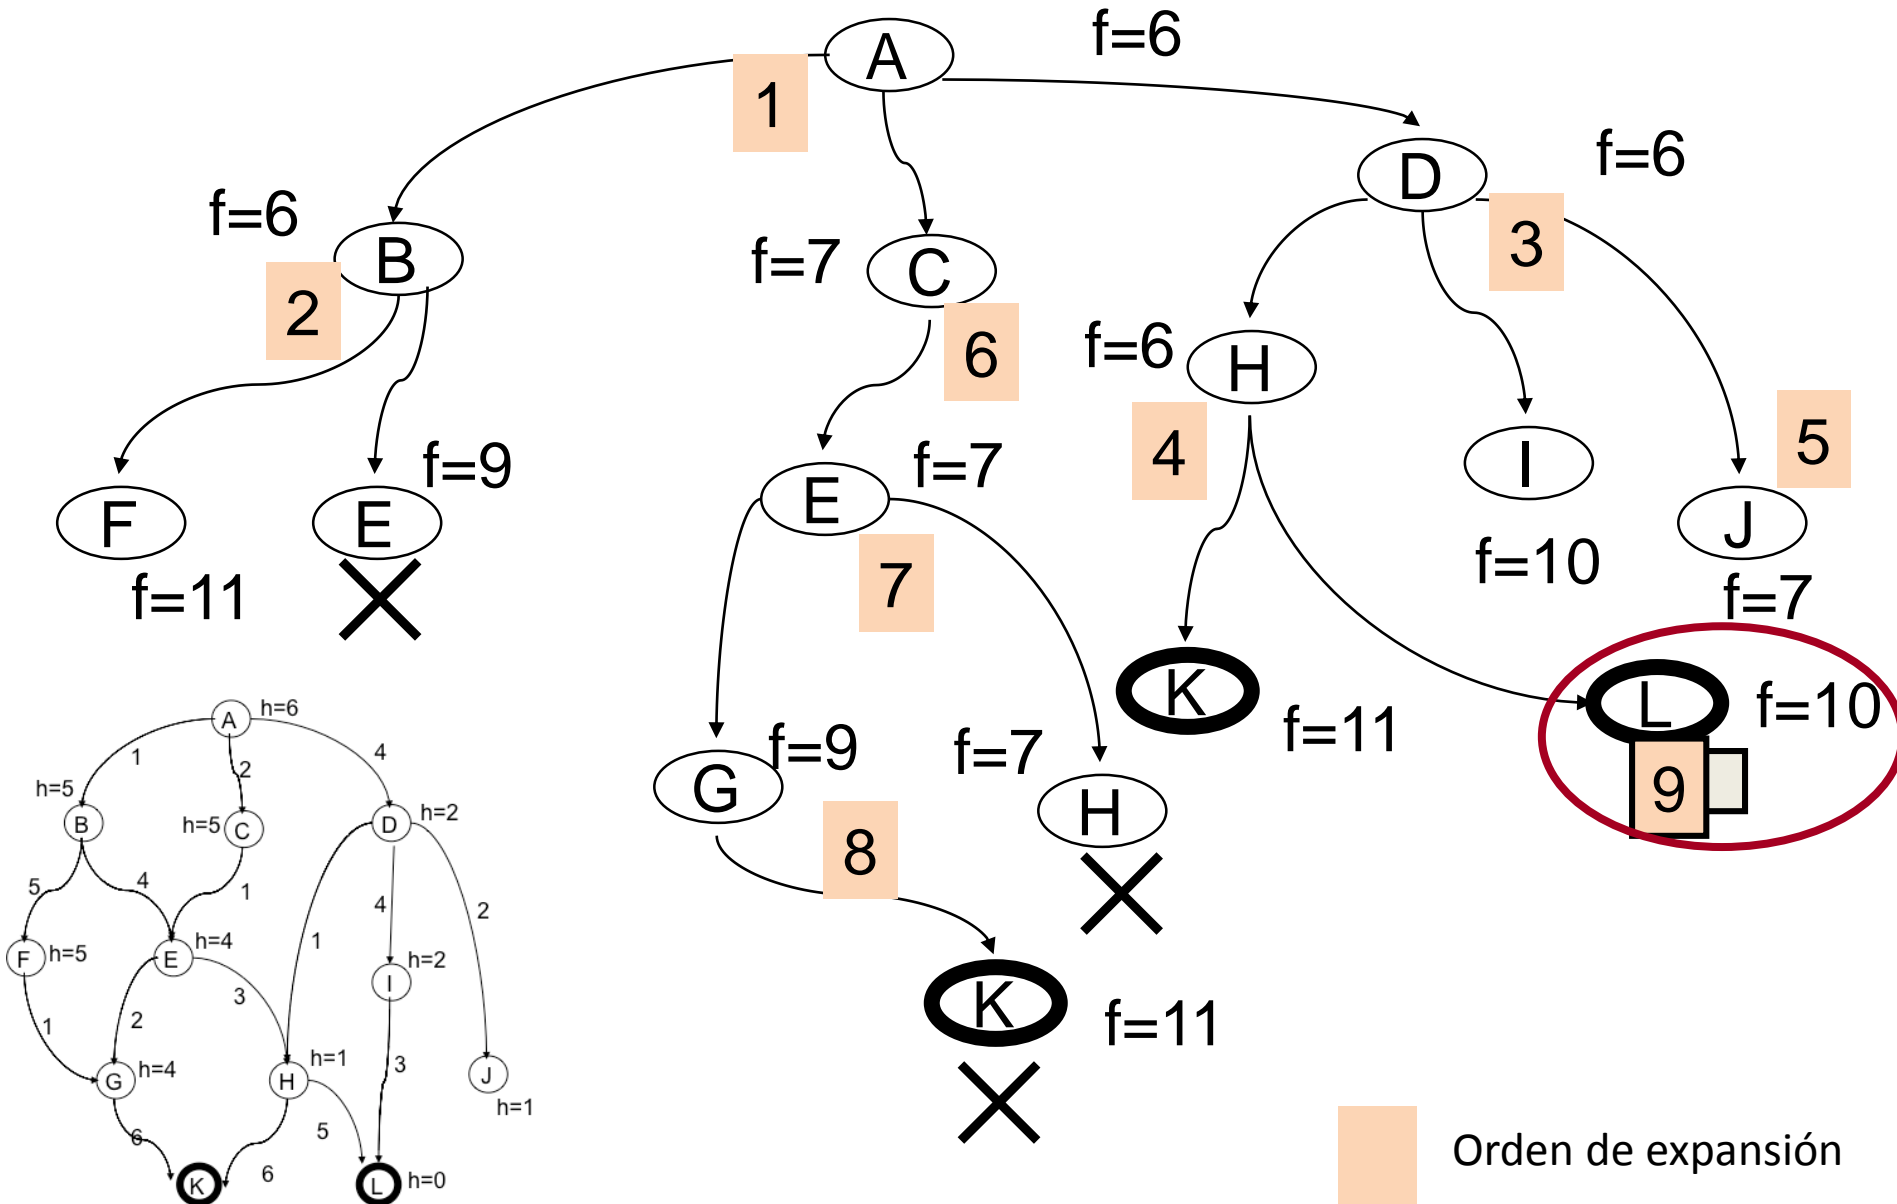 A
f=6
1
D
f=6
f=6
B
2
f=7
C
6
3
f=6
H
4
I
f=10
5
J
f=7
F
f=11
E
f=9
E
f=7
7
K
f=11
L
f=10
9
G
f=9
f=7
H
8
K
f=11
A
h=6
1
2
4
h=5
B
h=5
C
D
h=2
5
4
1
1
4
2
F
h=5
E
h=4
I
h=2
1
2
3
3
G
h=4
H
h=1
J
h=1
6
6
5
K
L
h=0
Orden de expansión